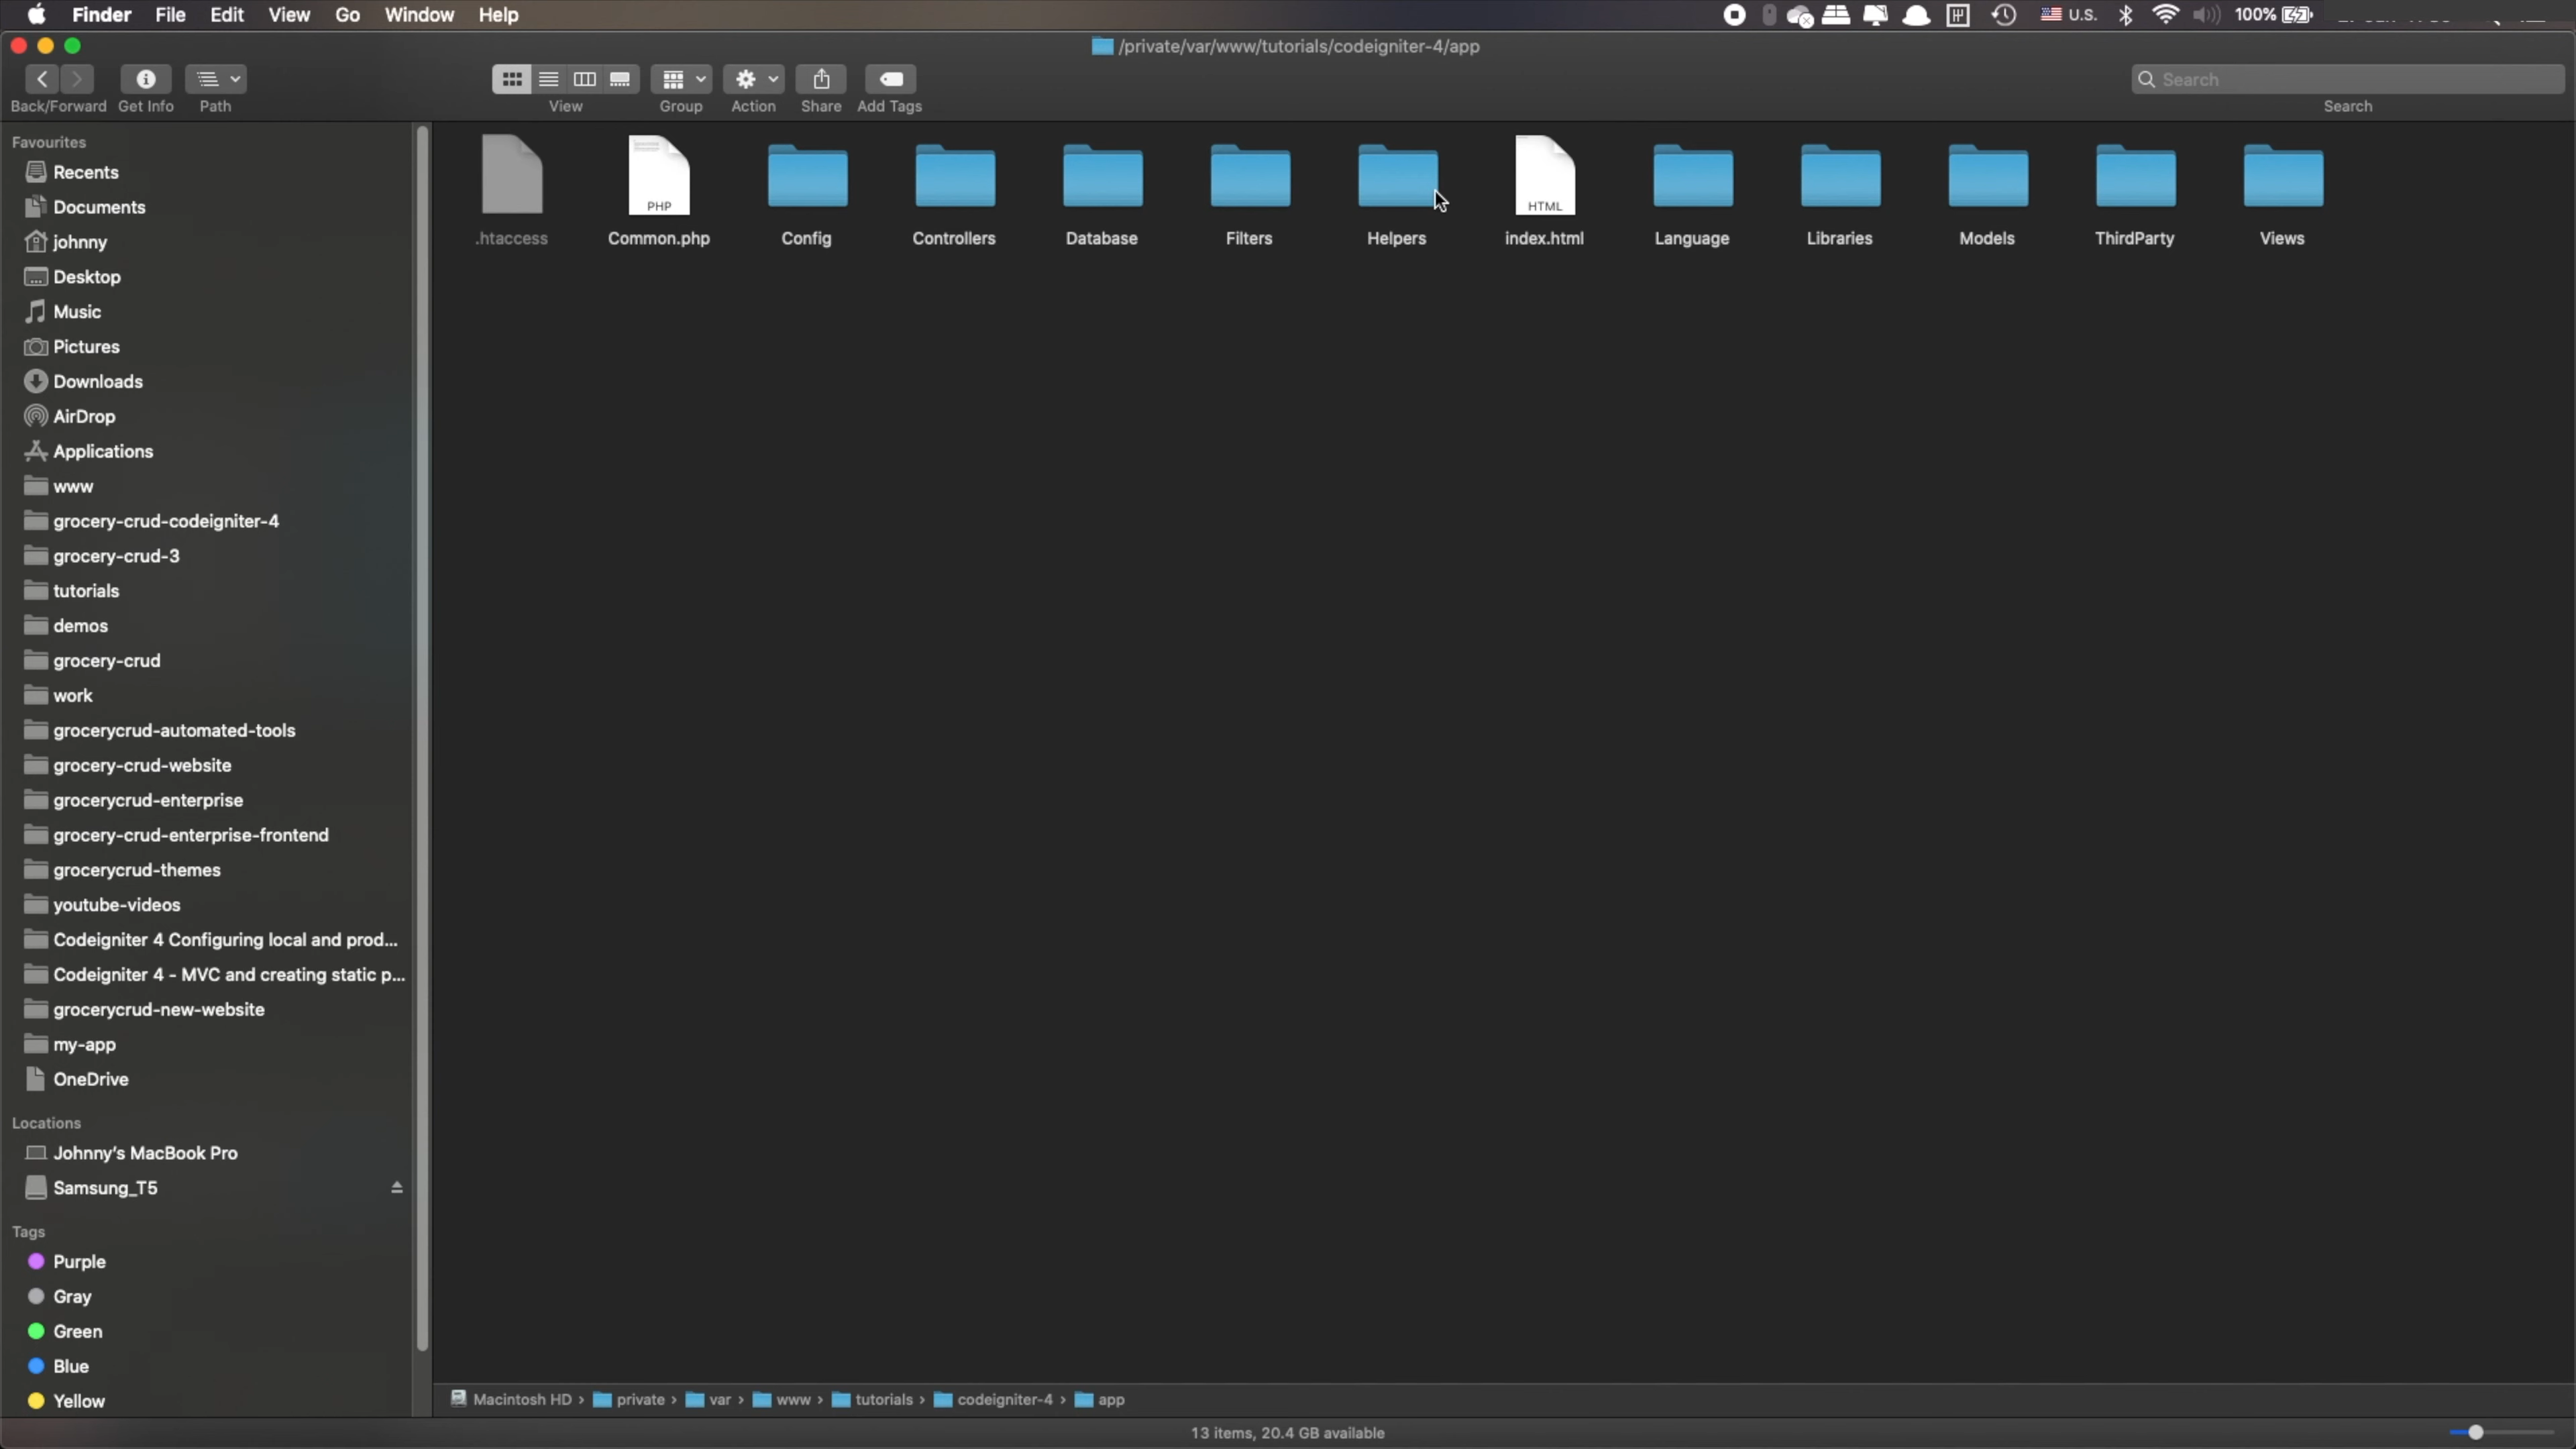 Finder File Edit View Go Window Help U.S. 100%
/private/var/www/tutorials/codeigniter-4/app
Search
Back/Forward Get Info Path View Group Action Share Add Tags Search
Favourites
Recents
Documents
johnny
Desktop
Music
Pictures
Downloads
AirDrop
Applications
www
grocery-crud-codeigniter-4
grocery-crud-3
tutorials
demos
grocery-crud
work
grocerycrud-automated-tools
grocery-crud-website
grocerycrud-enterprise
grocery-crud-enterprise-frontend
grocerycrud-themes
youtube-videos
Codeigniter 4 Configuring local and prod...
Codeigniter 4 - MVC and creating static p...
grocerycrud-new-website
my-app
OneDrive
Locations
Johnny's MacBook Pro
Samsung_T5
Tags
Purple
Gray
Green
Blue
Yellow
PHP HTML
.htaccess Common.php Config Controllers Database Filters Helpers index.html Language Libraries Models ThirdParty Views
Macintosh HD › private › var › www › tutorials › codeigniter-4 › app
13 items, 20.4 GB available